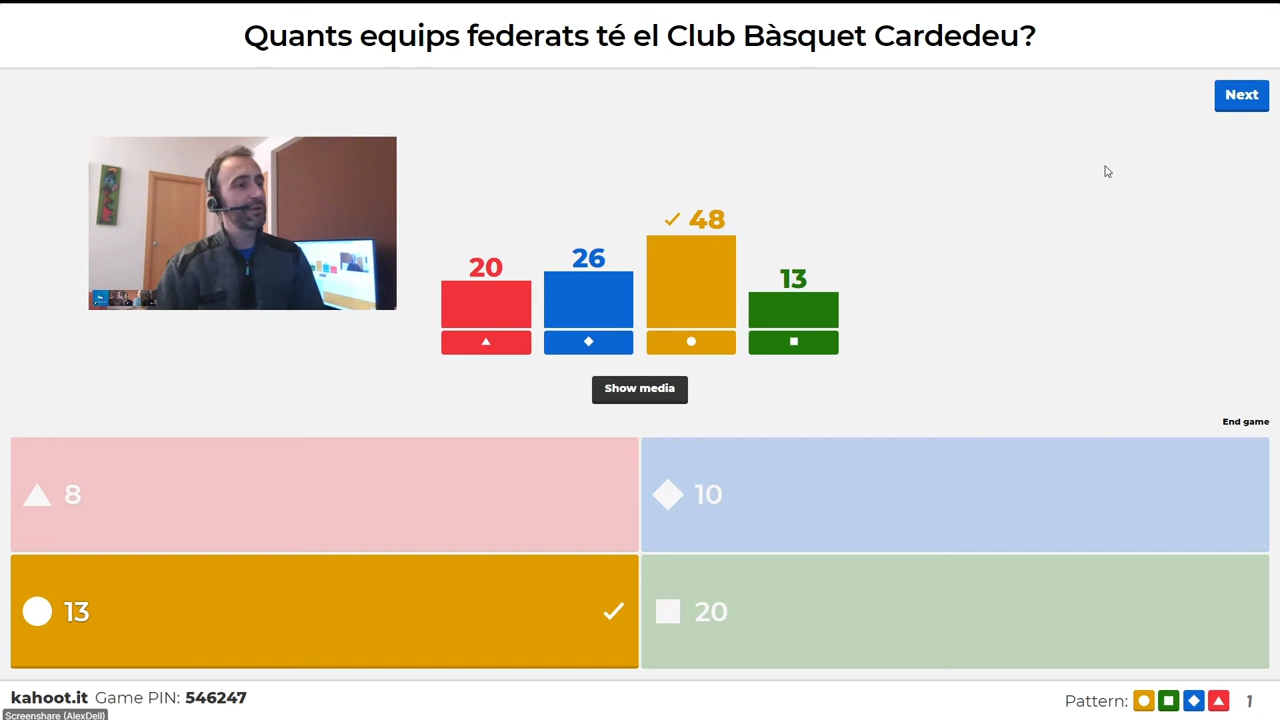 Quants equips federats té el Club Bàsquet Cardedeu?
Next
20
26
48
13
Show media
End game
8
10
13
20
kahoot.it Game PIN: 546247
Pattern: 1
Screenshare (AlexDell)